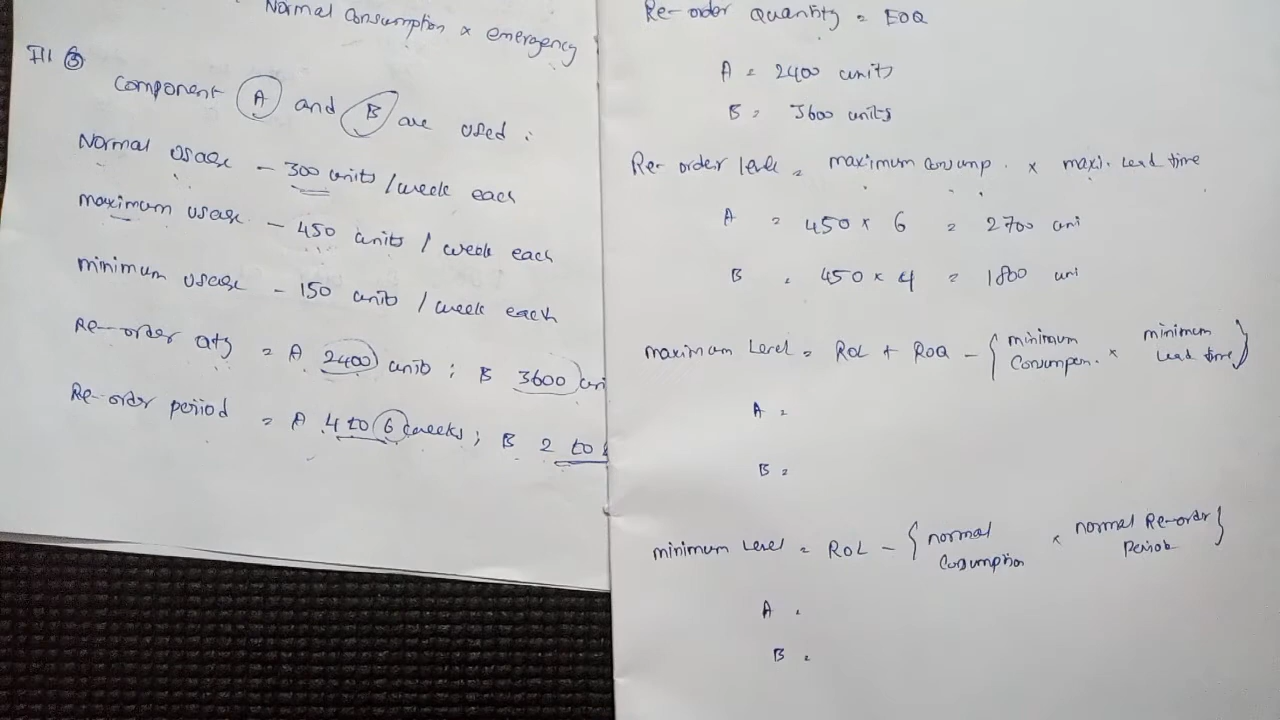 Normal Consumption x emergency
Ill ③
Component A and B are used :
Normal usage - 300 units / week each
maximum usage - 450 units / week each
minimum usage - 150 units / week each
Re-order qty = A 2400 units ; B 3600 un
Re-order period = A 4 to 6 weeks ; B 2 to
Re-order Quantity = EOQ
A = 2400 units
B = 3600 units
Re-order level = maximum consump. x maxi. Lead time
A = 450 x 6 = 2700 uni
B = 450 x 4 = 1800 uni
maximum Level = ROL + ROQ - { minimum Consumpen. x minimum Lead time }
A =
B =
minimum Level = ROL - { normal Cosumption x normal Re-order Period }
A =
B =